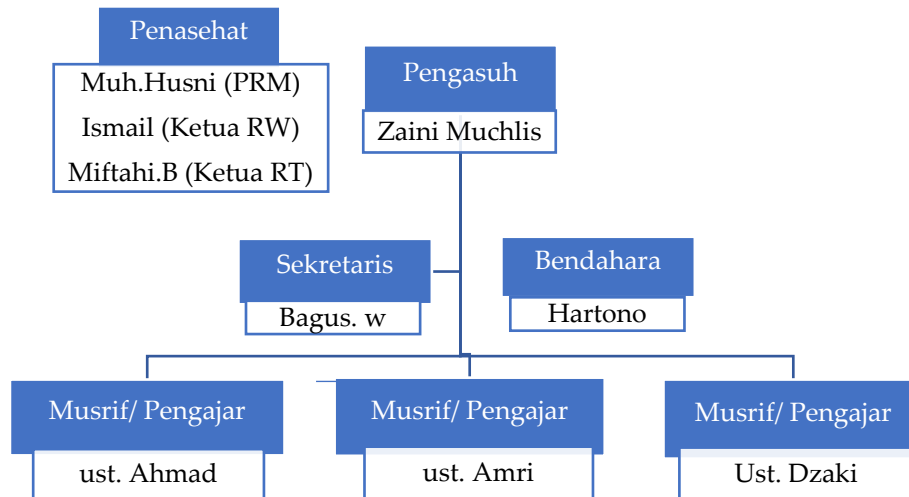 Penasehat
Muh.Husni (PRM)
Ismail (Ketua RW)
Miftahi.B (Ketua RT)
Pengasuh
Zaini Muchlis
Sekretaris
Bagus. w
Bendahara
Hartono
Musrif/ Pengajar
ust. Ahmad
Musrif/ Pengajar
ust. Amri
Musrif/ Pengajar
Ust. Dzaki